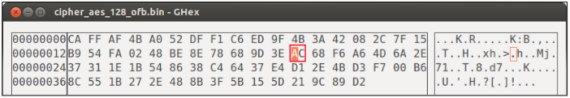 cipher_aes_128_ofb.bin - GHex
00000000CA FF AF 4B A0 52 DF F1 C6 ED 9F 4B 3A 42 08 2C 7F 15 ...K.R.....K:B.,..
00000012B9 54 FA 02 48 BE 8E 78 68 9D 3E AC 68 F6 A6 4D 6A 2E .T..H..xh.>.h..Mj.
0000002437 31 1E 1B 54 86 38 C4 64 37 E4 D1 2E 4B D3 F7 00 B6 71..T.8.d7...K....
000000368C 55 1B 27 2E 48 8B 3F 5B 15 5D 21 9C 89 D2 .U.'.H.?[.]!...